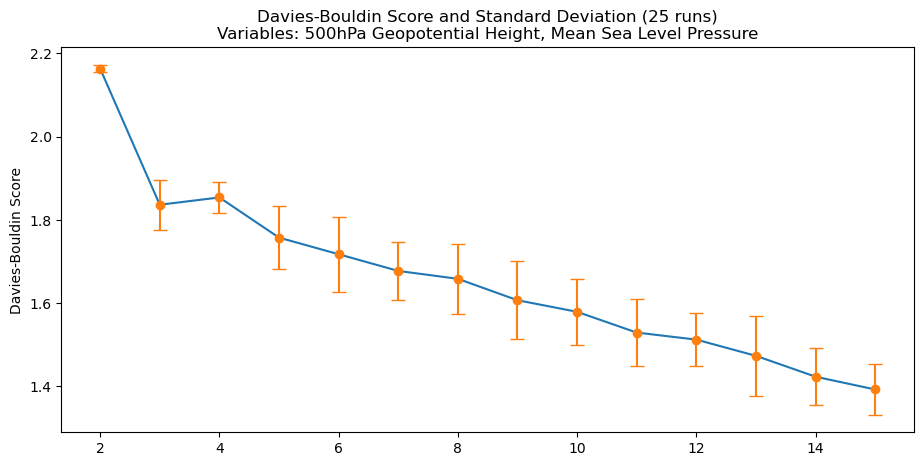 Davies-Bouldin Score and Standard Deviation (25 runs)
Variables: 500hPa Geopotential Height, Mean Sea Level Pressure
Davies-Bouldin Score
2.2
2.0
1.8
1.6
1.4
2 4 6 8 10 12 14